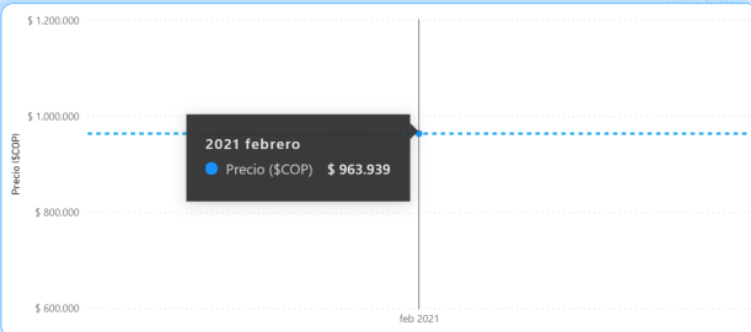 $ 1.200.000
$ 1.000.000
2021 febrero
Precio ($COP) $ 963.939
Precio ($COP)
$ 800.000
$ 600.000
feb 2021